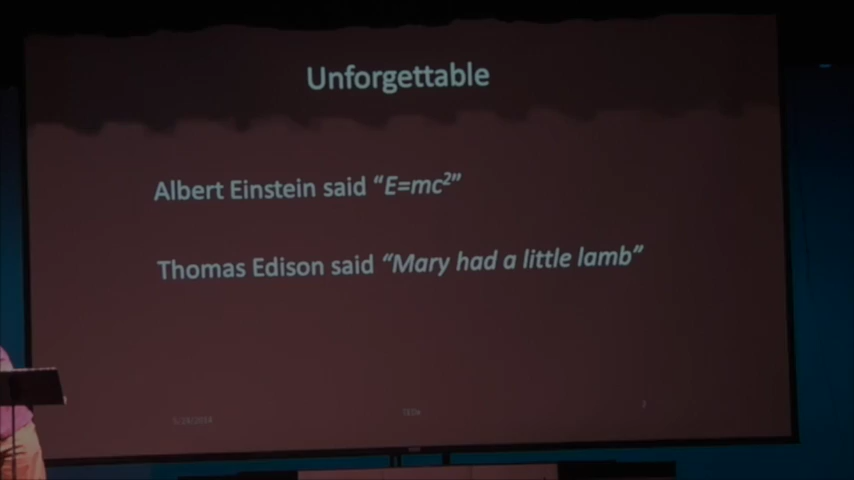 Unforgettable
Albert Einstein said “E=mc²”
Thomas Edison said “Mary had a little lamb”